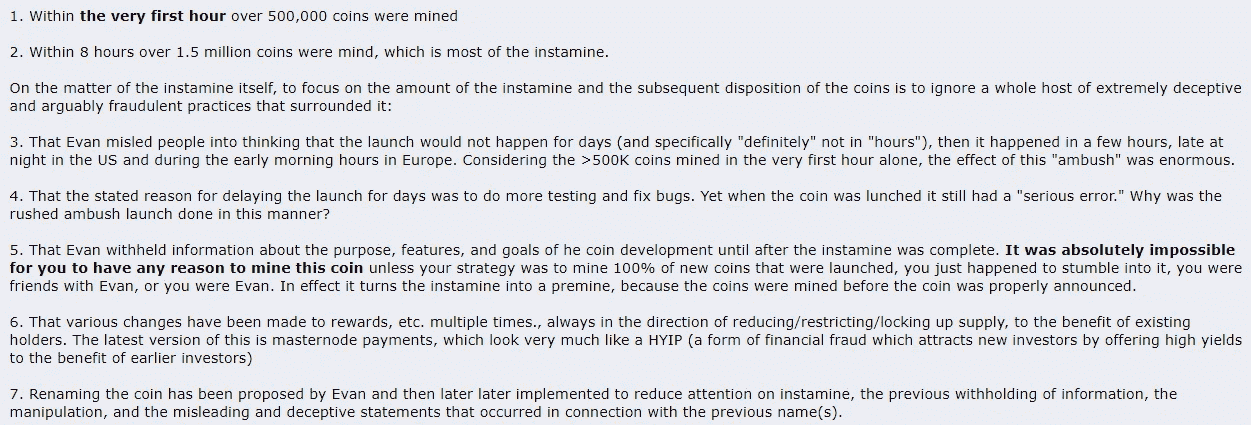 1. Within the very first hour over 500,000 coins were mined
2. Within 8 hours over 1.5 million coins were mind, which is most of the instamine.
On the matter of the instamine itself, to focus on the amount of the instamine and the subsequent disposition of the coins is to ignore a whole host of extremely deceptive
and arguably fraudulent practices that surrounded it:
3. That Evan misled people into thinking that the launch would not happen for days (and specifically "definitely" not in "hours"), then it happened in a few hours, late at
night in the US and during the early morning hours in Europe. Considering the >500K coins mined in the very first hour alone, the effect of this "ambush" was enormous.
4. That the stated reason for delaying the launch for days was to do more testing and fix bugs. Yet when the coin was lunched it still had a "serious error." Why was the
rushed ambush launch done in this manner?
5. That Evan withheld information about the purpose, features, and goals of he coin development until after the instamine was complete. It was absolutely impossible
for you to have any reason to mine this coin unless your strategy was to mine 100% of new coins that were launched, you just happened to stumble into it, you were
friends with Evan, or you were Evan. In effect it turns the instamine into a premine, because the coins were mined before the coin was properly announced.
6. That various changes have been made to rewards, etc. multiple times., always in the direction of reducing/restricting/locking up supply, to the benefit of existing
holders. The latest version of this is masternode payments, which look very much like a HYIP (a form of financial fraud which attracts new investors by offering high yields
to the benefit of earlier investors)
7. Renaming the coin has been proposed by Evan and then later later implemented to reduce attention on instamine, the previous withholding of information, the
manipulation, and the misleading and deceptive statements that occurred in connection with the previous name(s).